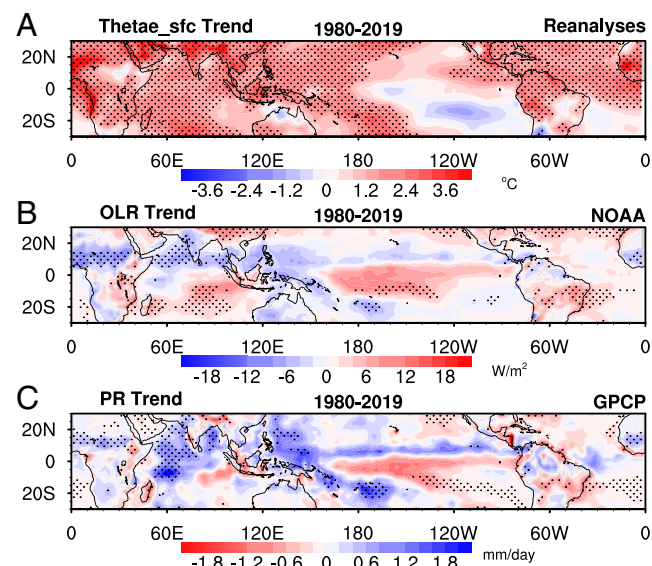 A Thetae_sfc Trend 1980-2019 Reanalyses
20N
0
20S
0 60E 120E 180 120W 60W
-3.6 -2.4 -1.2 0 1.2 2.4 3.6 °C
B OLR Trend 1980-2019 NOAA
20N
0
20S
0 60E 120E 180 120W 60W
-18 -12 -6 0 6 12 18 W/m²
C PR Trend 1980-2019 GPCP
20N
0
20S
0 60E 120E 180 120W 60W
-1.8 -1.2 -0.6 0 0.6 1.2 1.8 mm/day